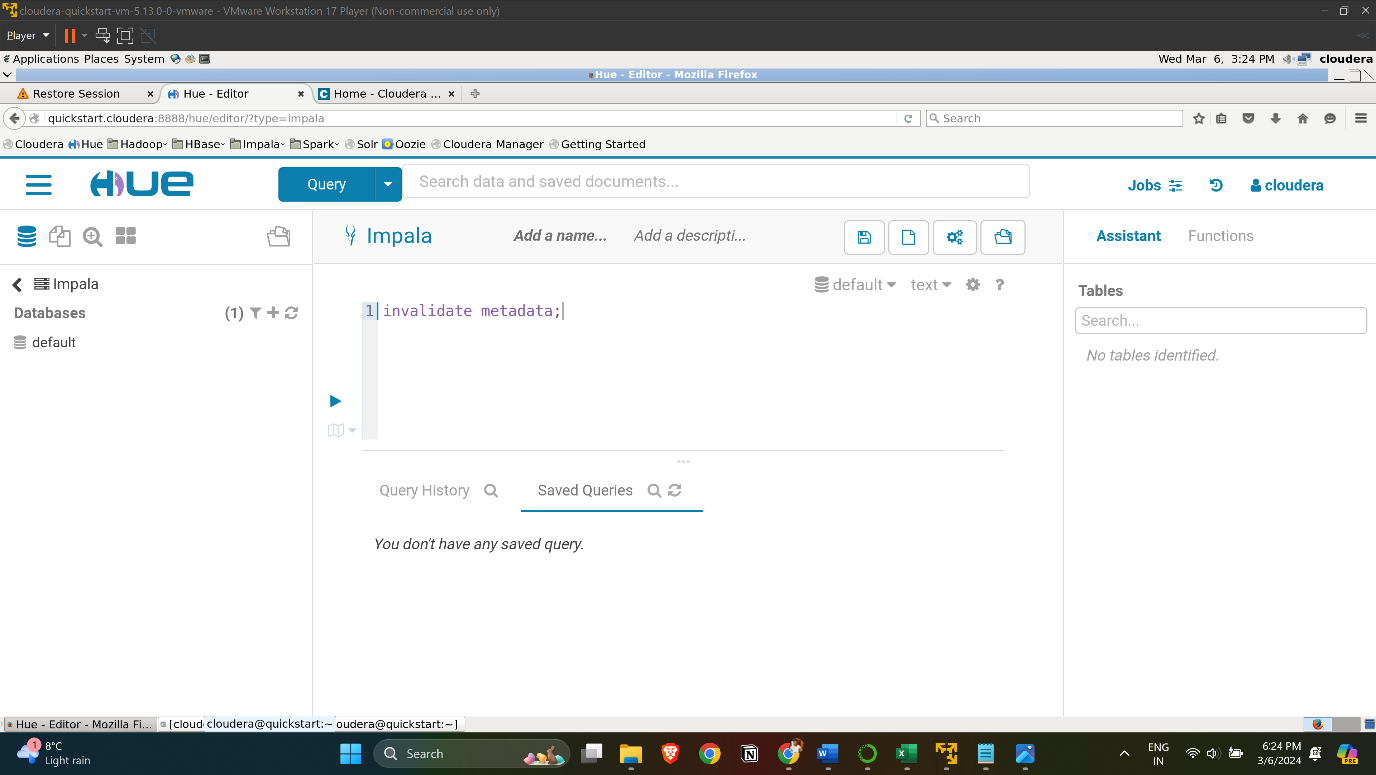 cloudera-quickstart-vm-5.13.0-0-vmware - VMware Workstation 17 Player (Non-commercial use only)
Player
Applications Places System
Wed Mar 6, 3:24 PM
cloudera
Hue - Editor - Mozilla Firefox
Restore Session
Hue - Editor
Home - Cloudera ...
quickstart.cloudera:8888/hue/editor/?type=impala
Search
Cloudera Hue Hadoop HBase Impala Spark Solr Oozie Cloudera Manager Getting Started
HUE
Query
Search data and saved documents...
Jobs
cloudera
Impala
Add a name...
Add a descripti...
Assistant
Functions
Impala
Databases
(1)
default
default
text
?
1
invalidate metadata;
Tables
Search...
No tables identified.
Query History
Saved Queries
You don't have any saved query.
Hue - Editor - Mozilla Fi...
[cloud
cloudera@quickstart:~
oudera@quickstart:~]
1
8°C
Light rain
Search
ENG
IN
6:24 PM
3/6/2024
PRE